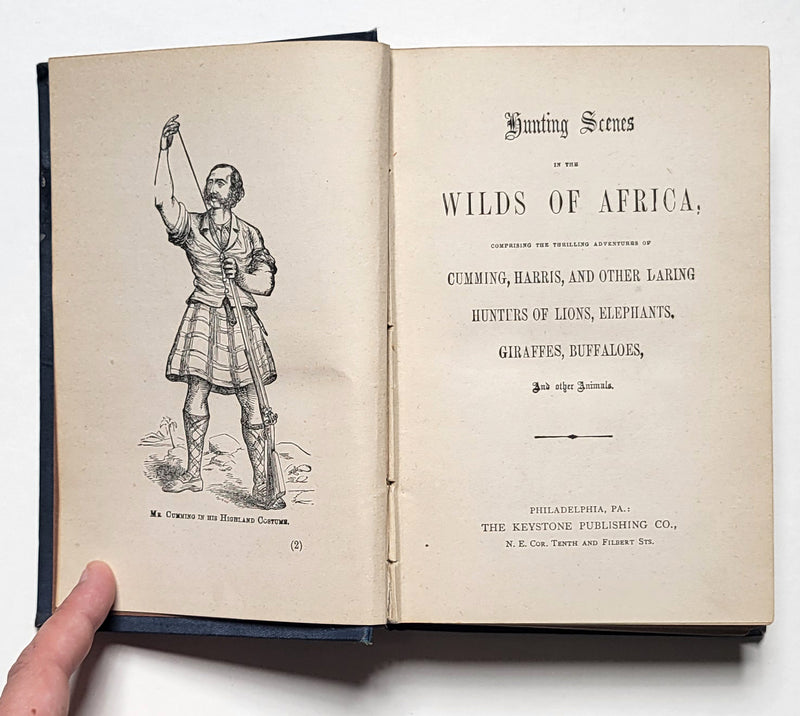 Mr. Cumming in his Highland Costume.
(2)
Hunting Scenes
IN THE
WILDS OF AFRICA,
COMPRISING THE THRILLING ADVENTURES OF
CUMMING, HARRIS, AND OTHER DARING
HUNTERS OF LIONS, ELEPHANTS,
GIRAFFES, BUFFALOES,
And other Animals.
PHILADELPHIA, PA.:
THE KEYSTONE PUBLISHING CO.,
N. E. Cor. Tenth and Filbert Sts.